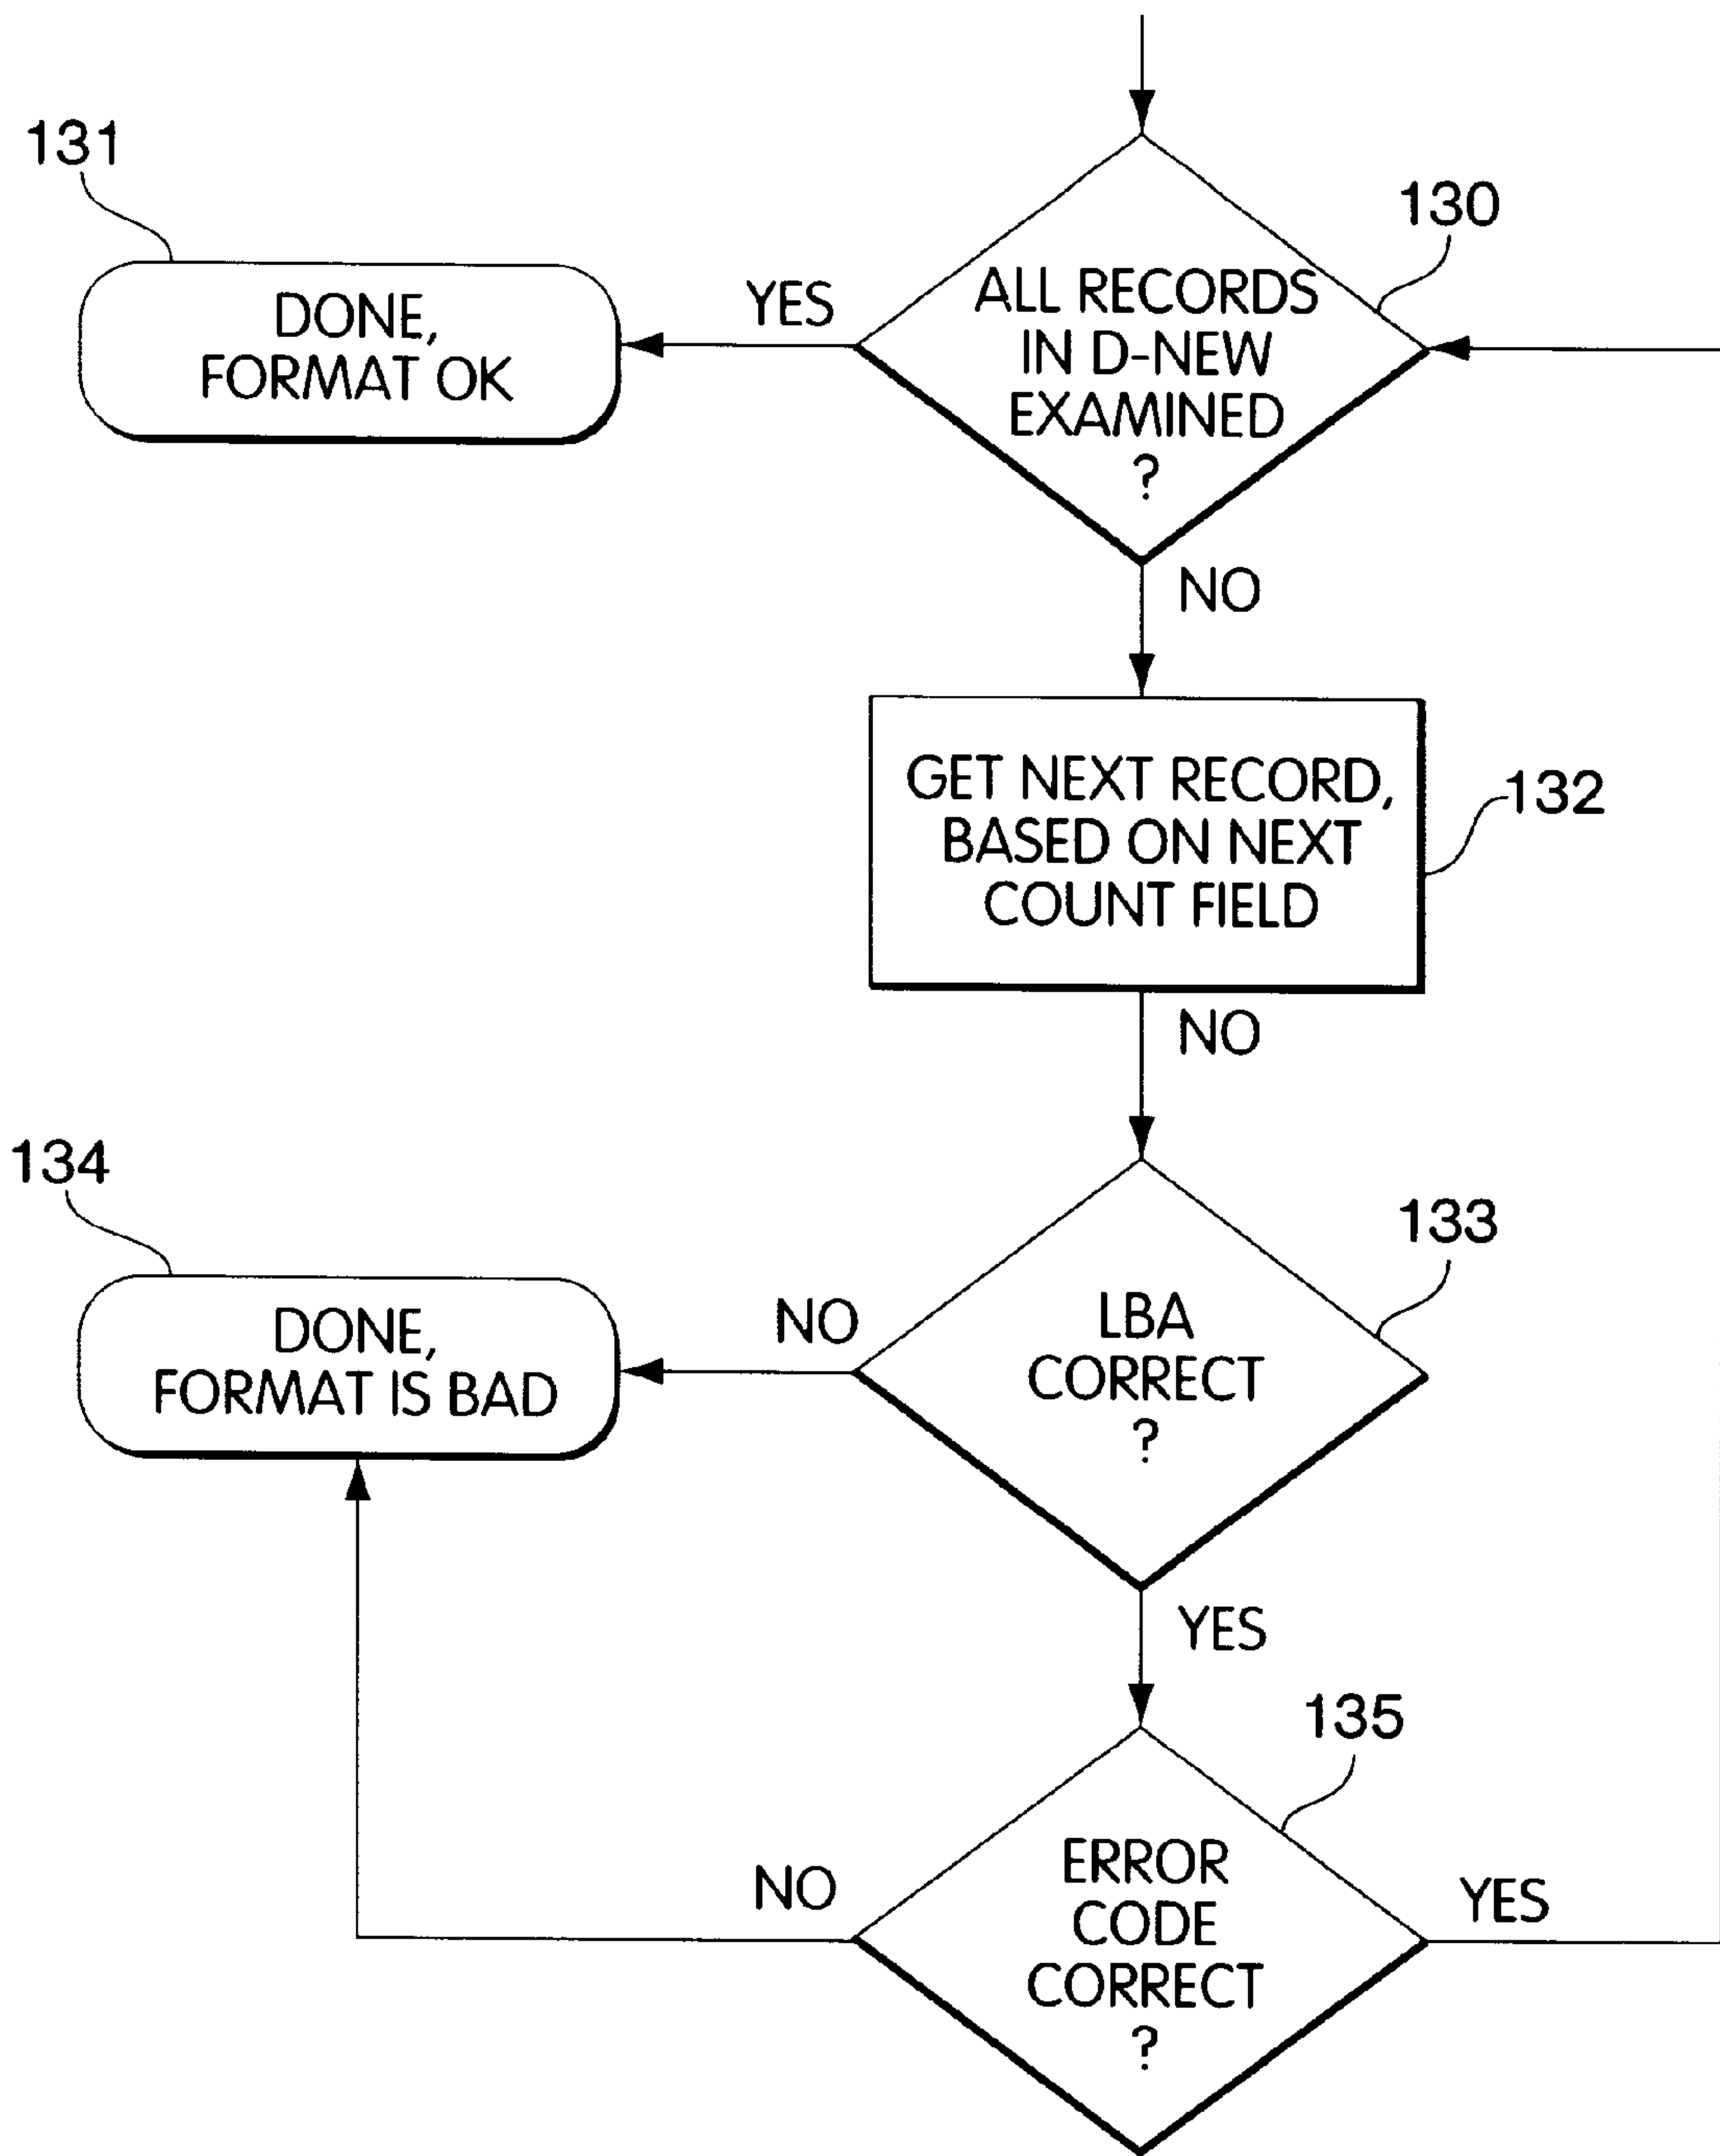 131
130
DONE,
FORMAT OK
YES
ALL RECORDS
IN D-NEW
EXAMINED
?
NO
GET NEXT RECORD,
BASED ON NEXT
COUNT FIELD
132
NO
134
133
DONE,
FORMAT IS BAD
NO
LBA
CORRECT
?
YES
135
NO
ERROR
CODE
CORRECT
?
YES